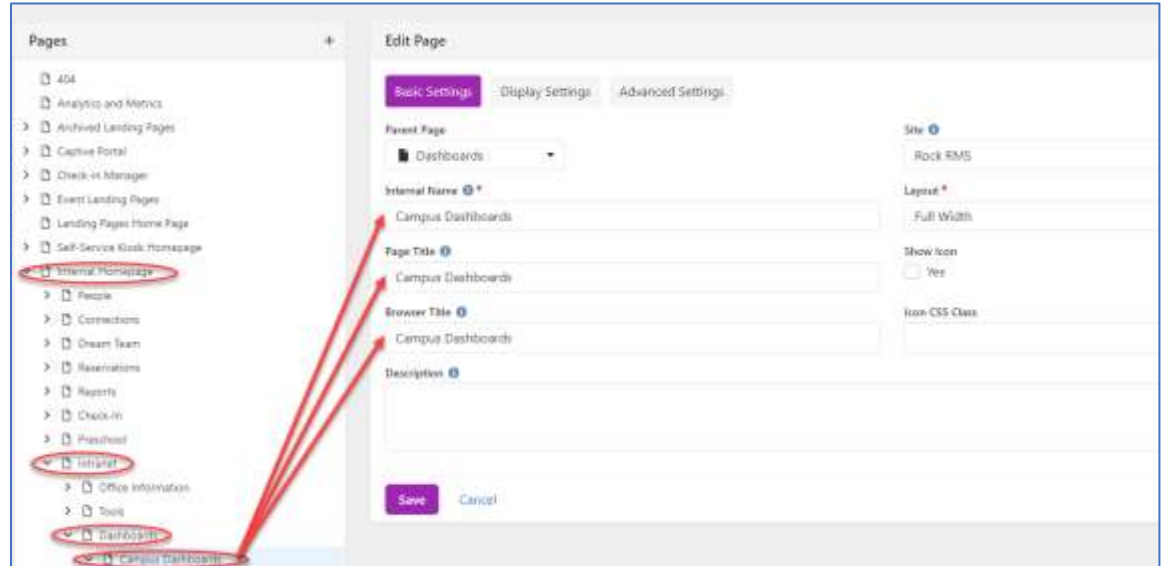 Pages +
404
Analytics and Metrics
Archived Landing Pages
Captive Portal
Check-in Manager
Event Landing Pages
Landing Pages Home Page
Self-Service Kiosk Homepage
Internal Homepage
People
Connections
Dream Team
Reservations
Reports
Check-in
Preschool
Intranet
Office Information
Tools
Dashboards
Campus Dashboards
Edit Page
Basic Settings Display Settings Advanced Settings
Parent Page
Dashboards
Site
Rock RMS
Internal Name *
Campus Dashboards
Layout *
Full Width
Page Title
Campus Dashboards
Show Icon
Yes
Browser Title
Campus Dashboards
Icon CSS Class
Description
Save Cancel